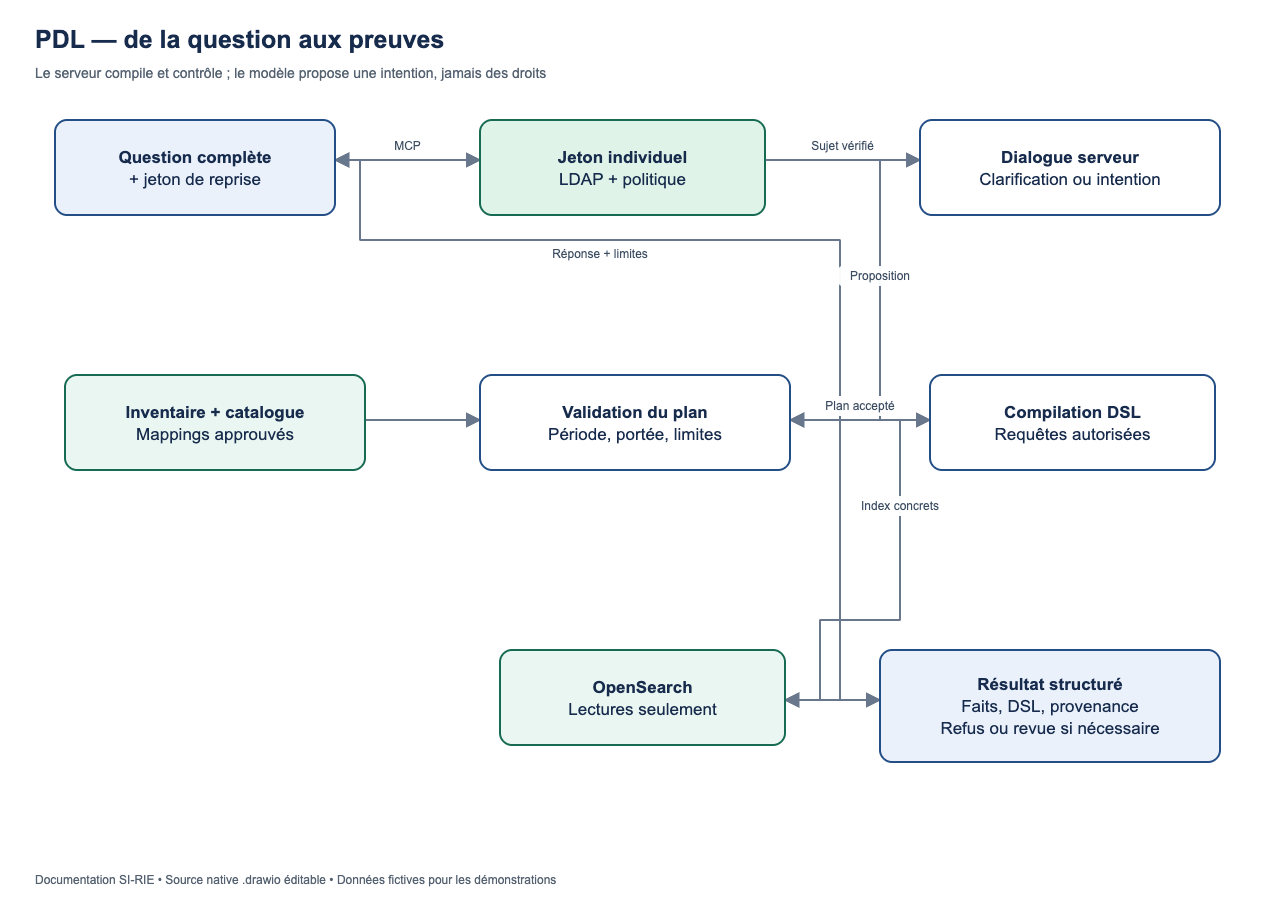 PDL — de la question aux preuves
Le serveur compile et contrôle ; le modèle propose une intention, jamais des droits
Question complète
+ jeton de reprise
MCP
Jeton individuel
LDAP + politique
Sujet vérifié
Dialogue serveur
Clarification ou intention
Réponse + limites
Proposition
Inventaire + catalogue
Mappings approuvés
Validation du plan
Période, portée, limites
Plan accepté
Compilation DSL
Requêtes autorisées
Index concrets
OpenSearch
Lectures seulement
Résultat structuré
Faits, DSL, provenance
Refus ou revue si nécessaire
Documentation SI-RIE • Source native .drawio éditable • Données fictives pour les démonstrations